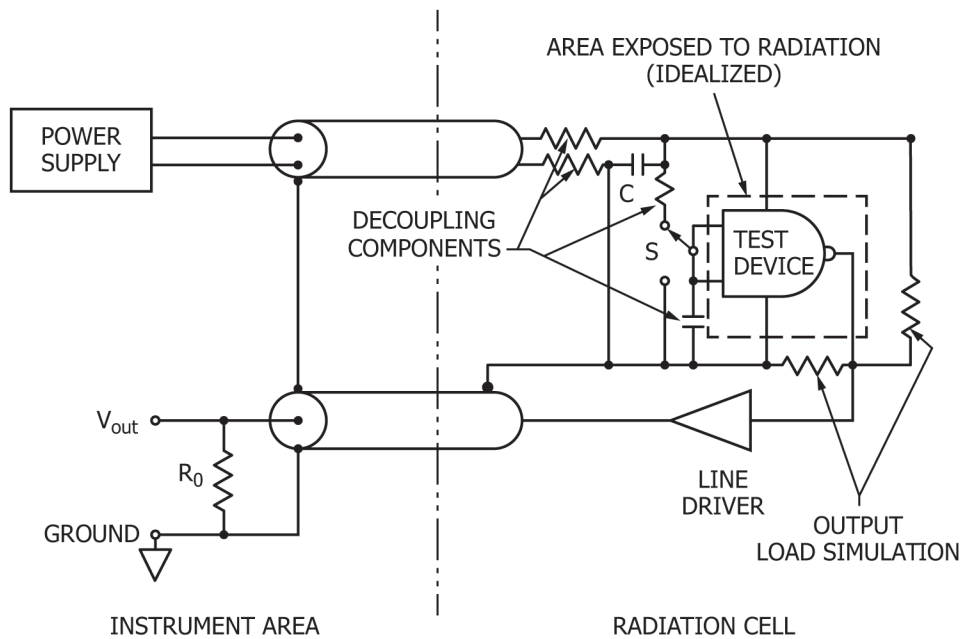 AREA EXPOSED TO RADIATION
(IDEALIZED)
POWER
SUPPLY
C
DECOUPLING
COMPONENTS
S
TEST
DEVICE
Vout
R0
LINE
DRIVER
GROUND
OUTPUT
LOAD SIMULATION
INSTRUMENT AREA
RADIATION CELL